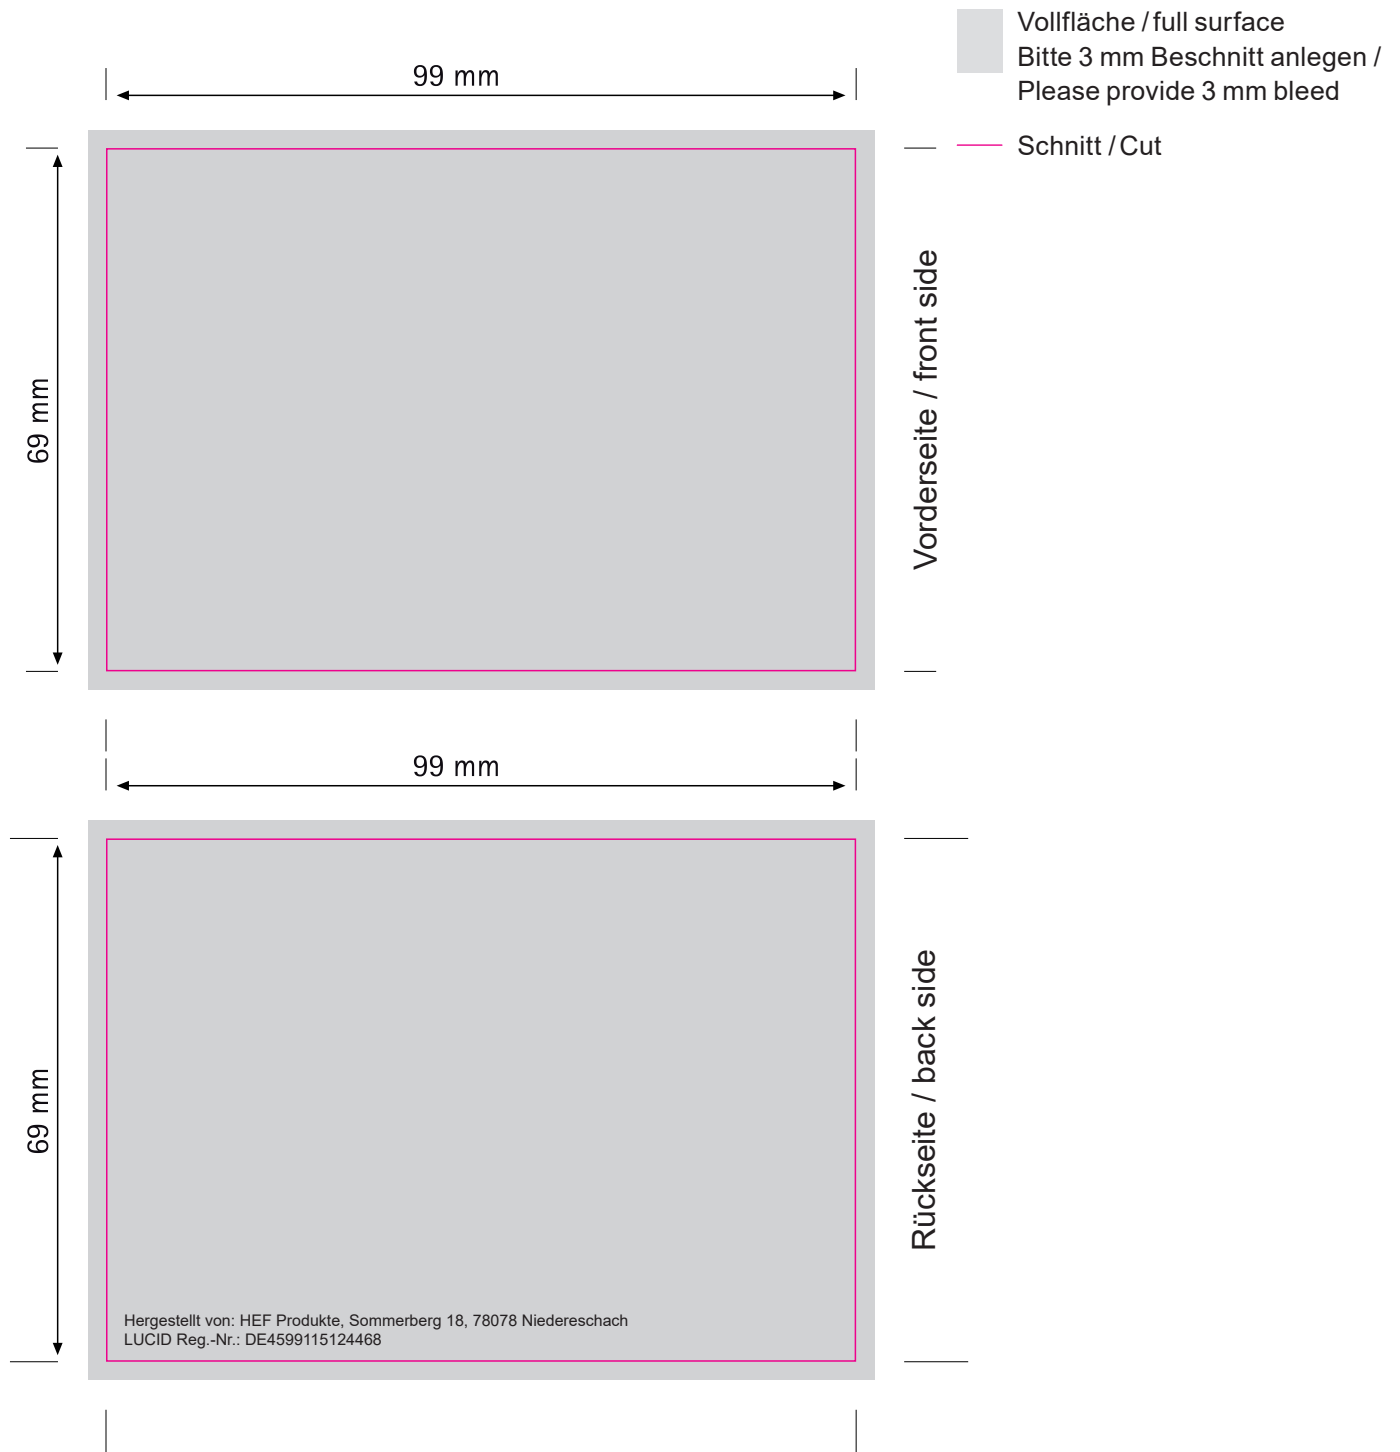 Vollfläche / full surface
Bitte 3 mm Beschnitt anlegen /
Please provide 3 mm bleed
Schnitt / Cut
99 mm
69 mm
Vorderseite / front side
99 mm
69 mm
Rückseite / back side
Hergestellt von: HEF Produkte, Sommerberg 18, 78078 Niedereschach
LUCID Reg.-Nr.: DE4599115124468